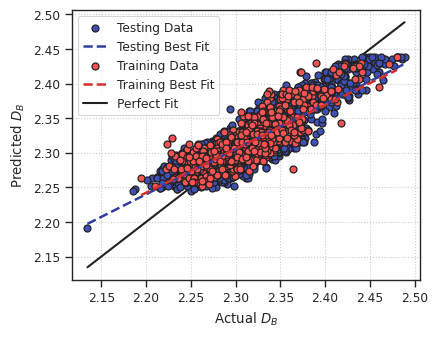 2.50
2.45
2.40
2.35
2.30
2.25
2.20
2.15
Predicted D_B
Testing Data
Testing Best Fit
Training Data
Training Best Fit
Perfect Fit
2.15 2.20 2.25 2.30 2.35 2.40 2.45 2.50
Actual D_B